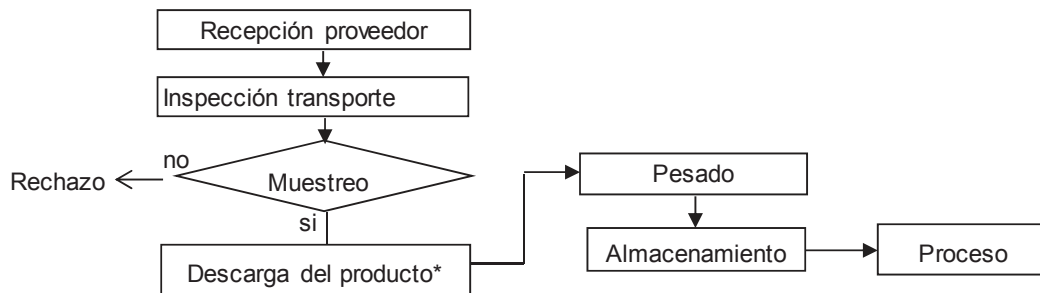 Recepción proveedor
Inspección transporte
no
Rechazo
Muestreo
si
Descarga del producto*
Pesado
Almacenamiento
Proceso